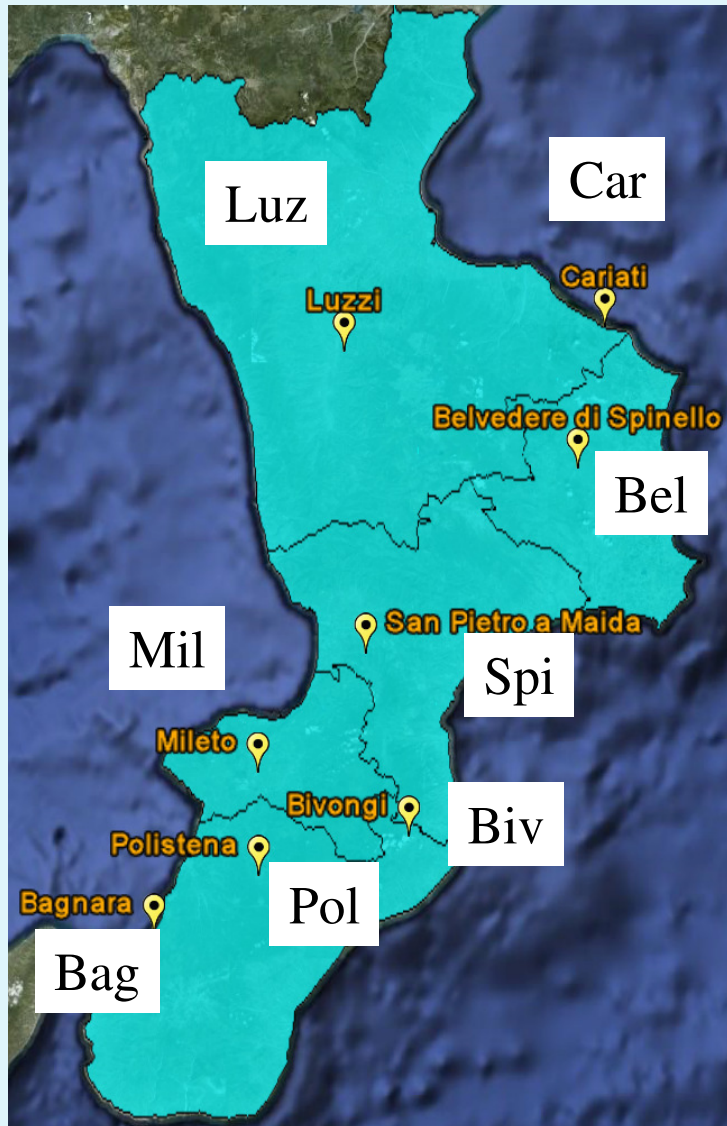 Car
Luz
Cariati
Luzzi
Belvedere di Spinello
Bel
San Pietro a Maida
Mil
Spi
Mileto
Bivongi
Biv
Polistena
Pol
Bagnara
Bag